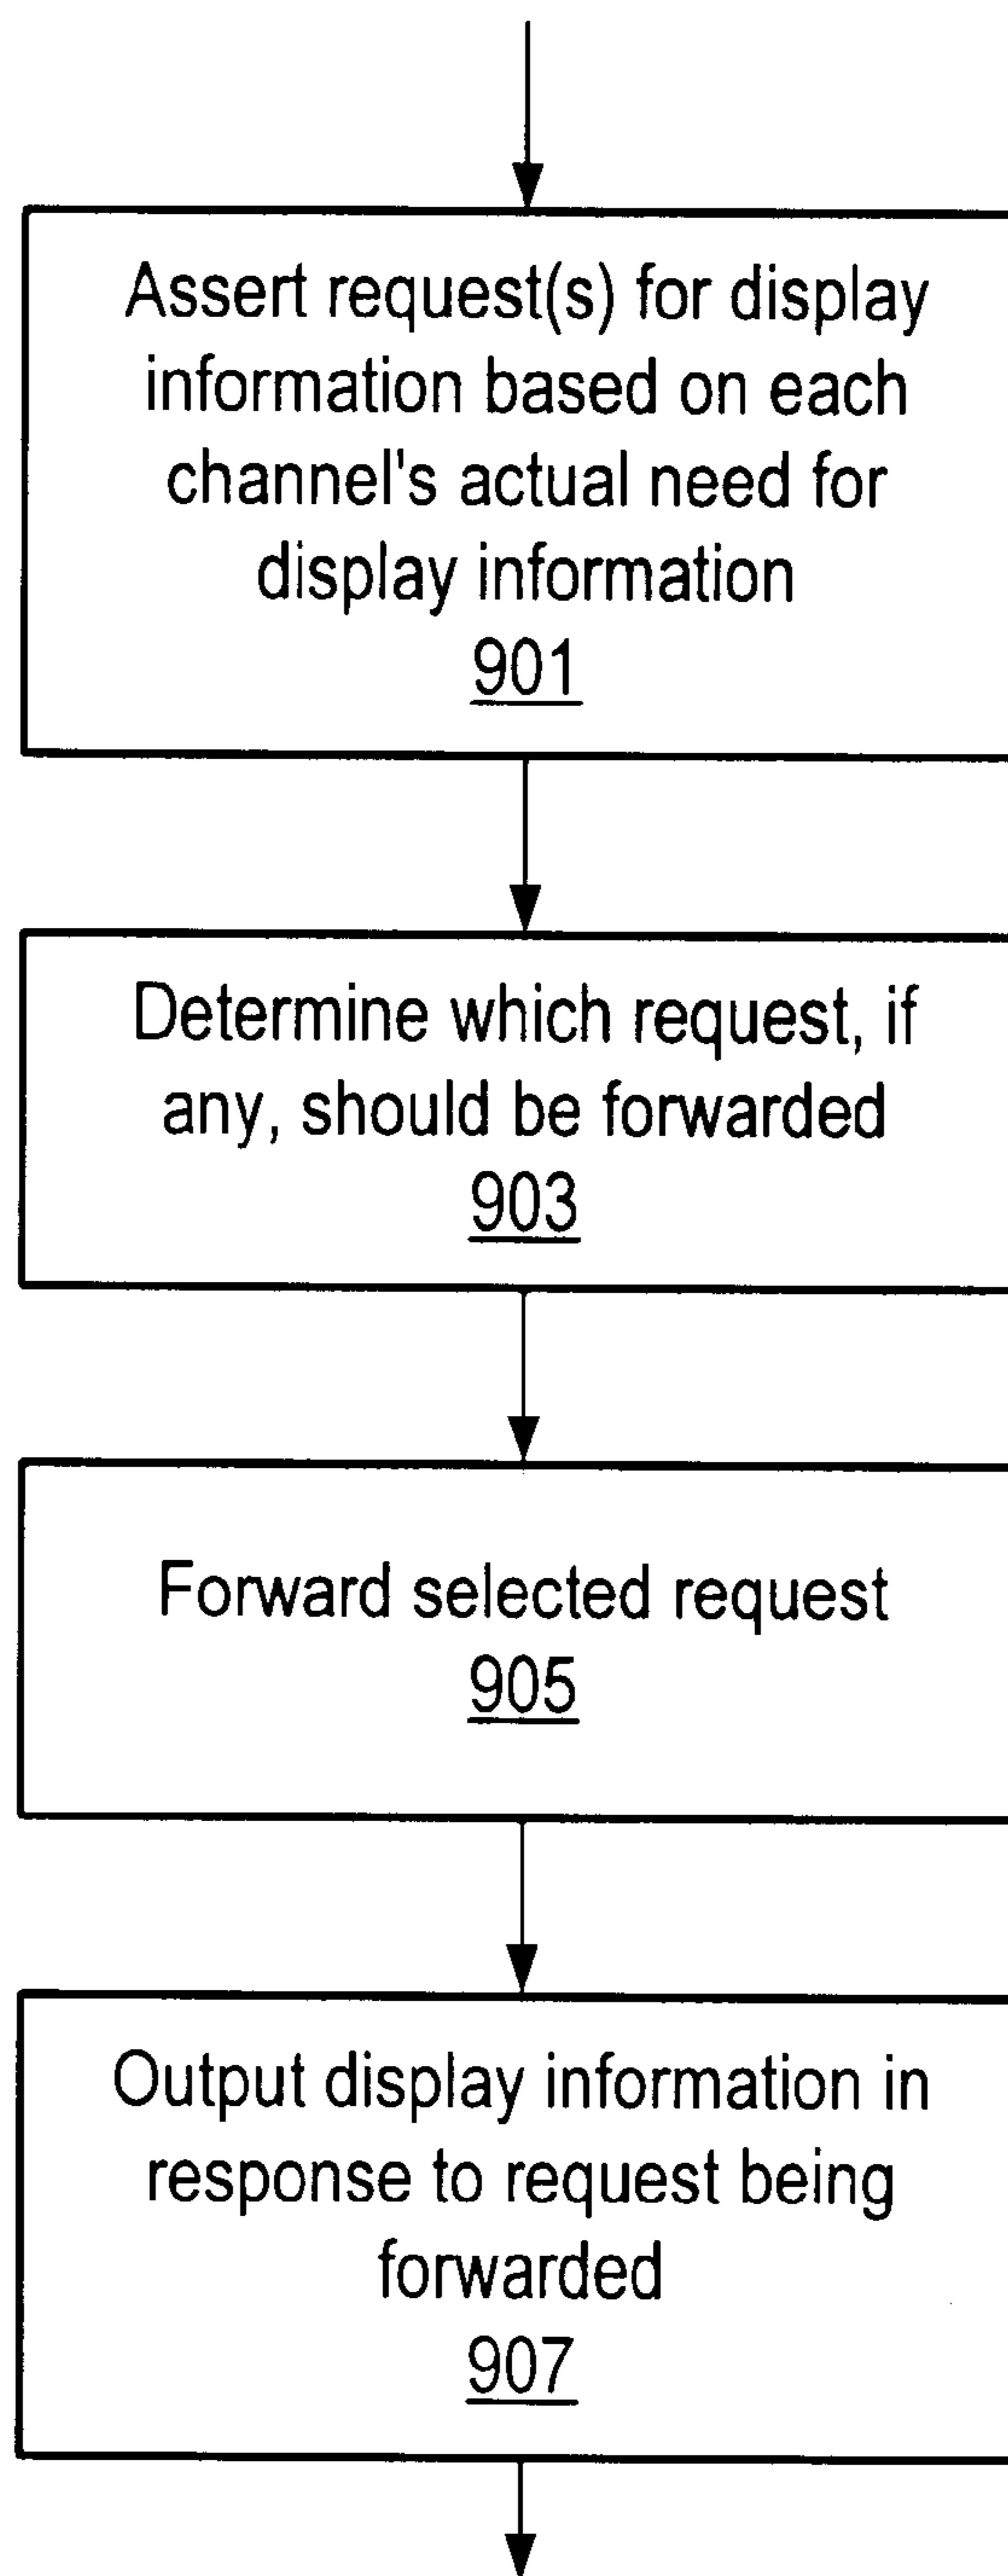 Assert request(s) for display
information based on each
channel's actual need for
display information
901
Determine which request, if
any, should be forwarded
903
Forward selected request
905
Output display information in
response to request being
forwarded
907